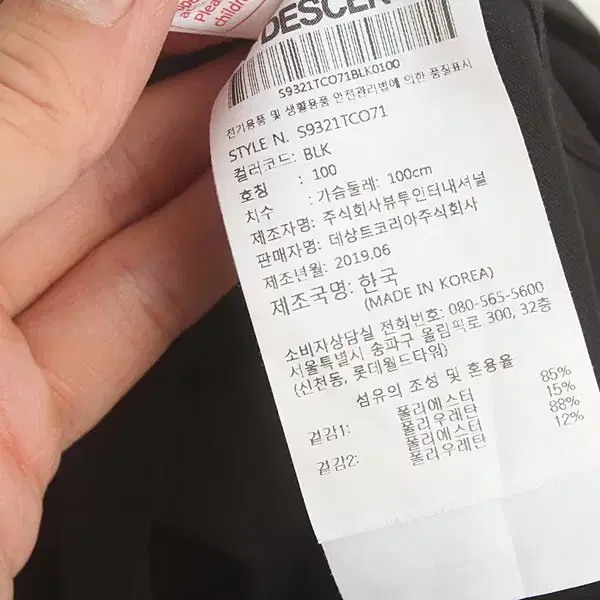 Please
children
DESCEN
S9321TCO71BLK0100
전기용품 및 생활용품 안전관리법에 의한 품질표시
STYLE N. S9321TCO71
컬러코드: BLK
호칭 : 100
치수 : 가슴둘레: 100cm
제조자명: 주식회사뷰투인터내셔널
판매자명: 데상트코리아주식회사
제조년월: 2019.06
제조국명: 한국
(MADE IN KOREA)
소비자상담실 전화번호: 080-565-5600
서울특별시 송파구 올림픽로 300, 32층
(신천동, 롯데월드타워)
섬유의 조성 및 혼용율
겉감1: 폴리에스터 85%
폴리우레탄 15%
겉감2: 폴리에스터 88%
폴리우레탄 12%